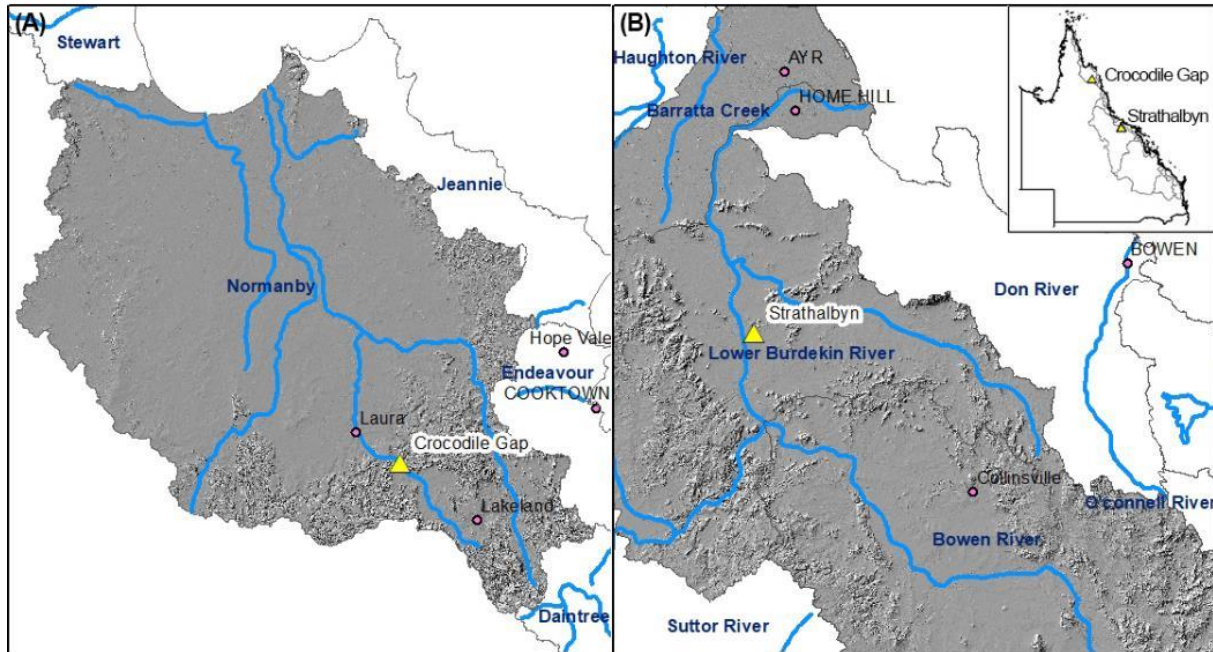 (A)
Stewart
Jeannie
Normanby
Hope Vale
Endeavour
COOKTOWN
Laura
Crocodile Gap
Lakeland
Daintree
(B)
Haughton River
AYR
HOME HILL
Barratta Creek
Crocodile Gap
Strathalbyn
BOWEN
Don River
Strathalbyn
Lower Burdekin River
Collinsville
O'connell River
Bowen River
Suttor River